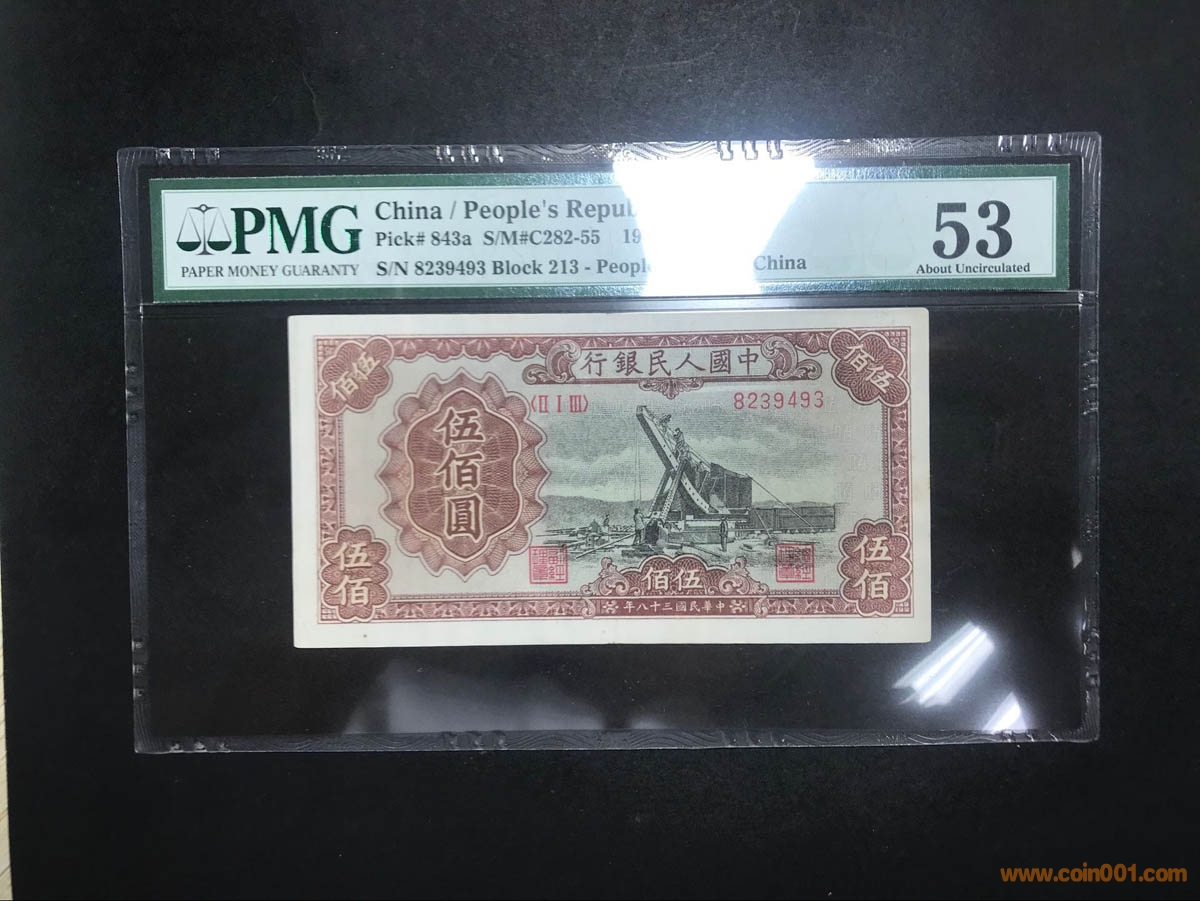 PMG
PAPER MONEY GUARANTY
China / People's Repub
Pick# 843a S/M#C282-55 19
S/N 8239493 Block 213 - People China
53
About Uncirculated
行銀民人國中
伍佰
佰伍
〈II I III〉
8239493
伍佰圓
伍佰
佰伍
伍佰
年八十三國民華中
www.coin001.com